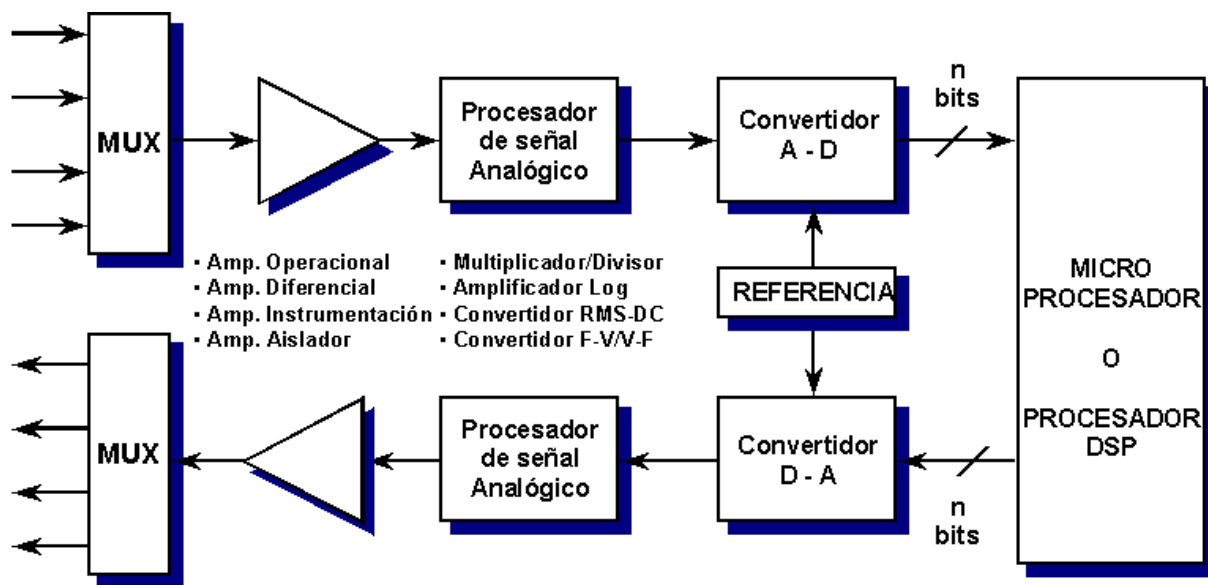 MUX
Procesador
de señal
Analógico
Convertidor
A - D
n
bits
MICRO
PROCESADOR
O
PROCESADOR
DSP
· Amp. Operacional
· Amp. Diferencial
· Amp. Instrumentación
· Amp. Aislador
· Multiplicador/Divisor
· Amplificador Log
· Convertidor RMS-DC
· Convertidor F-V/V-F
REFERENCIA
MUX
Procesador
de señal
Analógico
Convertidor
D - A
n
bits